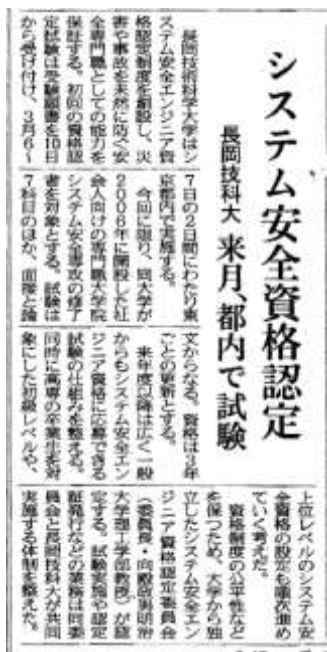 システム安全資格認定
長岡技科大 来月、都内で試験
長岡技術科学大学はシ
ステム安全エンジニア資
格認定制度を創設し、災
害や事故を未然に防ぐ安
全専門職としての能力を
保証する。初回の資格認
定試験は受験願書を10日
から受け付け、3月6〜
7日の2日間にわたり東
京都内で実施する。
今回に限り、同大学が
2006年に開設した社
会人向けの専門職大学院
システム安全専攻の修了
者を対象とする。試験は
7科目のほか、面接と論
文からなる。資格は3年
ごとの更新とする。
来年度以降は広く一般
からもシステム安全エン
ジニア資格に応募できる
試験の仕組みを整える。
同時に高専の卒業生を対
象にした初級レベルや、
上位レベルのシステム安
全資格の設定も順次進め
ていく考えだ。
資格制度の公平性など
を保つため、大学から独
立したシステム安全エン
ジニア資格認定委員会
(委員長・向殿政男明治
大学理工学部教授)が認
定する。試験実施や認定
証発行などの業務は同委
員会と長岡技科大が共同
実施する体制を整えた。